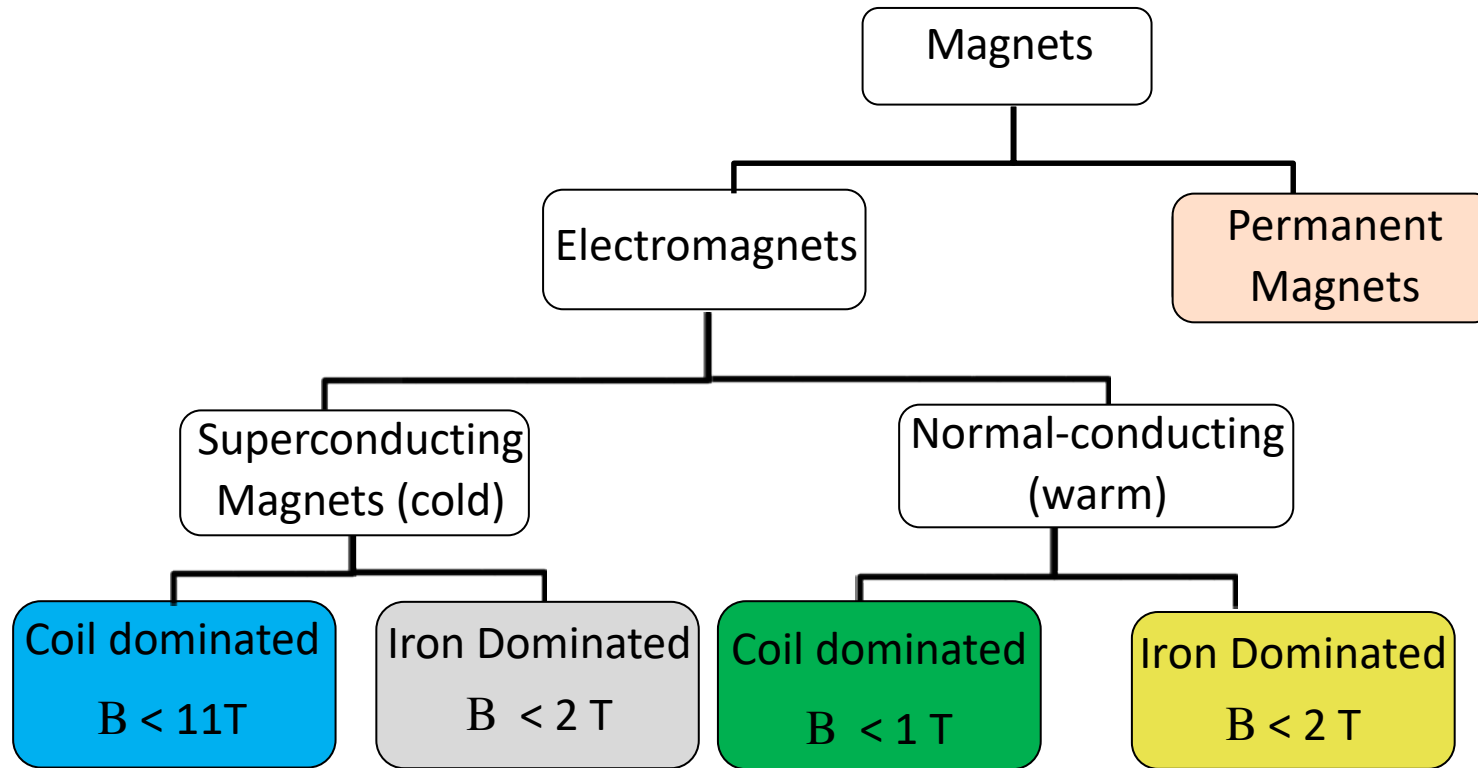 Magnets
Electromagnets
Permanent
Magnets
Superconducting
Magnets (cold)
Normal-conducting
(warm)
Coil dominated
B < 11T
Iron Dominated
B < 2 T
Coil dominated
B < 1 T
Iron Dominated
B < 2 T